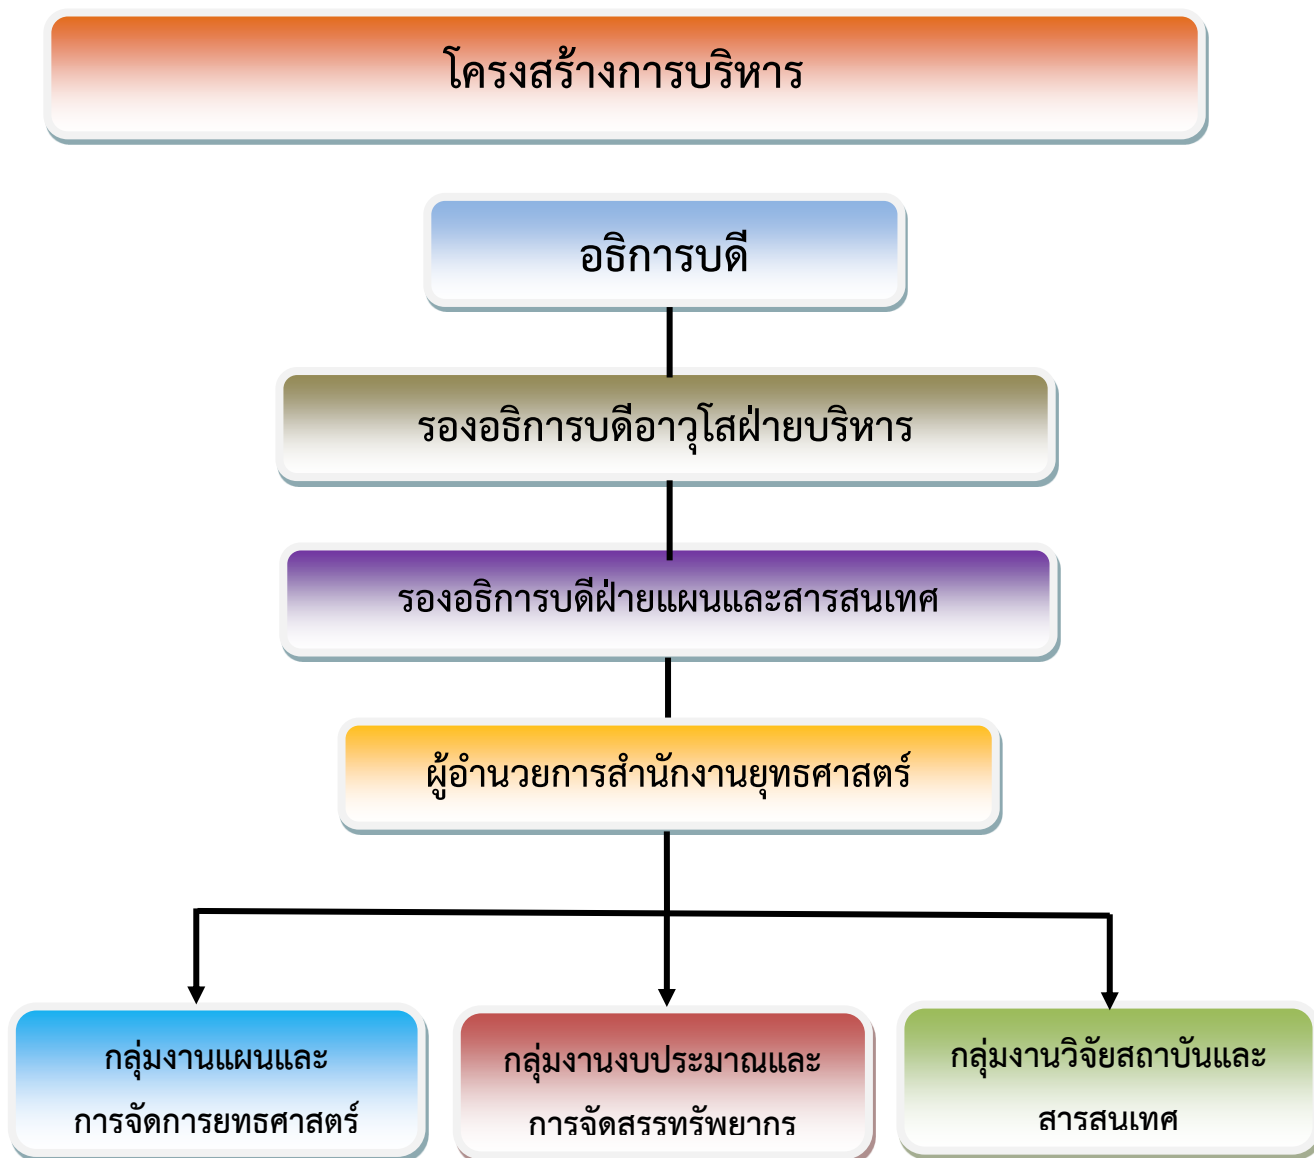 โครงสร้างการบริหาร
อธิการบดี
รองอธิการบดีอาวุโสฝ่ายบริหาร
รองอธิการบดีฝ่ายแผนและสารสนเทศ
ผู้อำนวยการสำนักงานยุทธศาสตร์
กลุ่มงานแผนและ
การจัดการยุทธศาสตร์
กลุ่มงานงบประมาณและ
การจัดสรรทรัพยากร
กลุ่มงานวิจัยสถาบันและ
สารสนเทศ